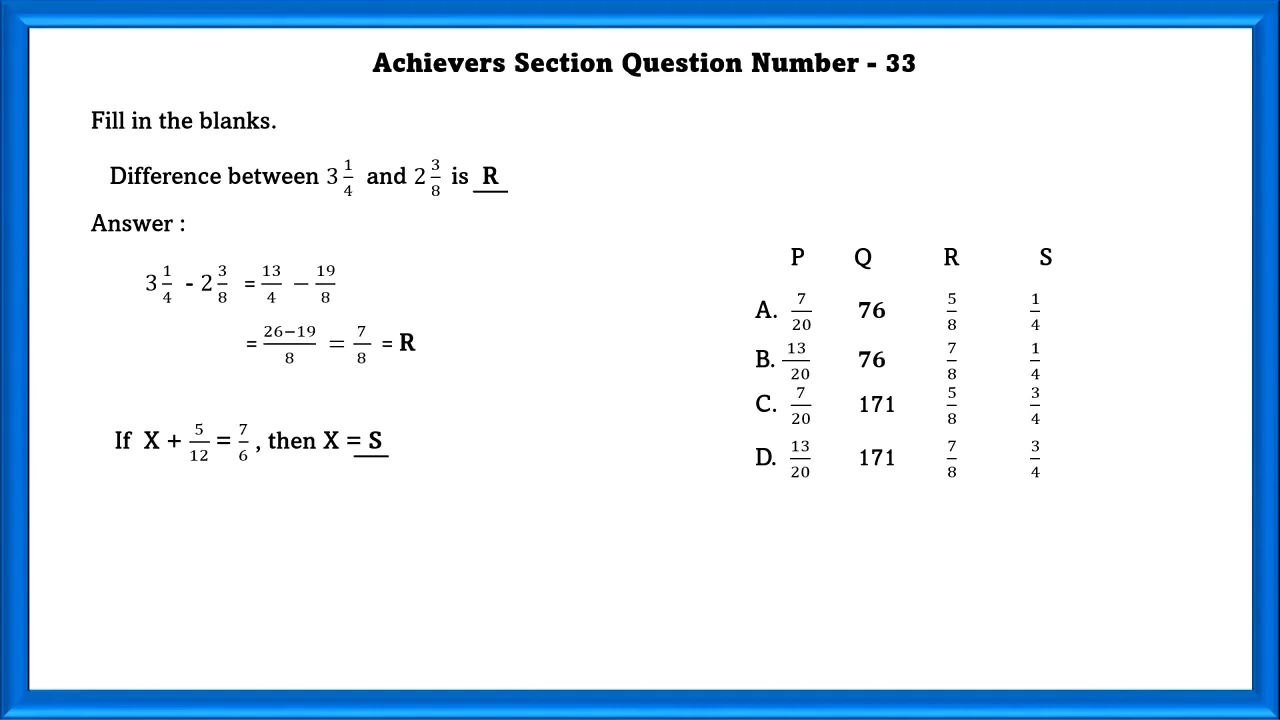 Achievers Section Question Number - 33
Fill in the blanks.
Difference between 3 1/4 and 2 3/8 is R
Answer :
3 1/4 - 2 3/8 = 13/4 − 19/8
= 26−19/8 = 7/8 = R
If X + 5/12 = 7/6 , then X = S
P Q R S
A. 7/20 76 5/8 1/4
B. 13/20 76 7/8 1/4
C. 7/20 171 5/8 3/4
D. 13/20 171 7/8 3/4